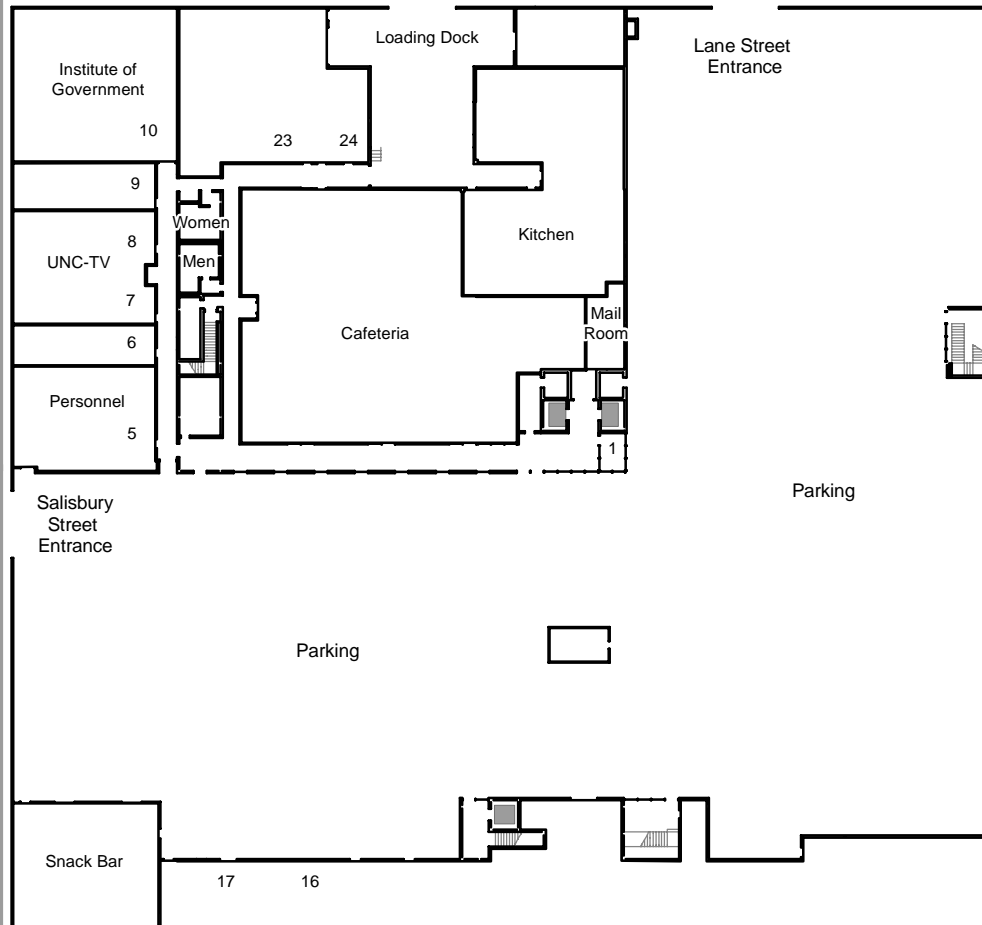 Loading Dock
Lane Street
Entrance
Institute of
Government
10
23
24
9
Women
8
UNC-TV
Men
Kitchen
7
Mail
Room
Cafeteria
6
Personnel
5
1
Parking
Salisbury
Street
Entrance
Parking
Snack Bar
17
16